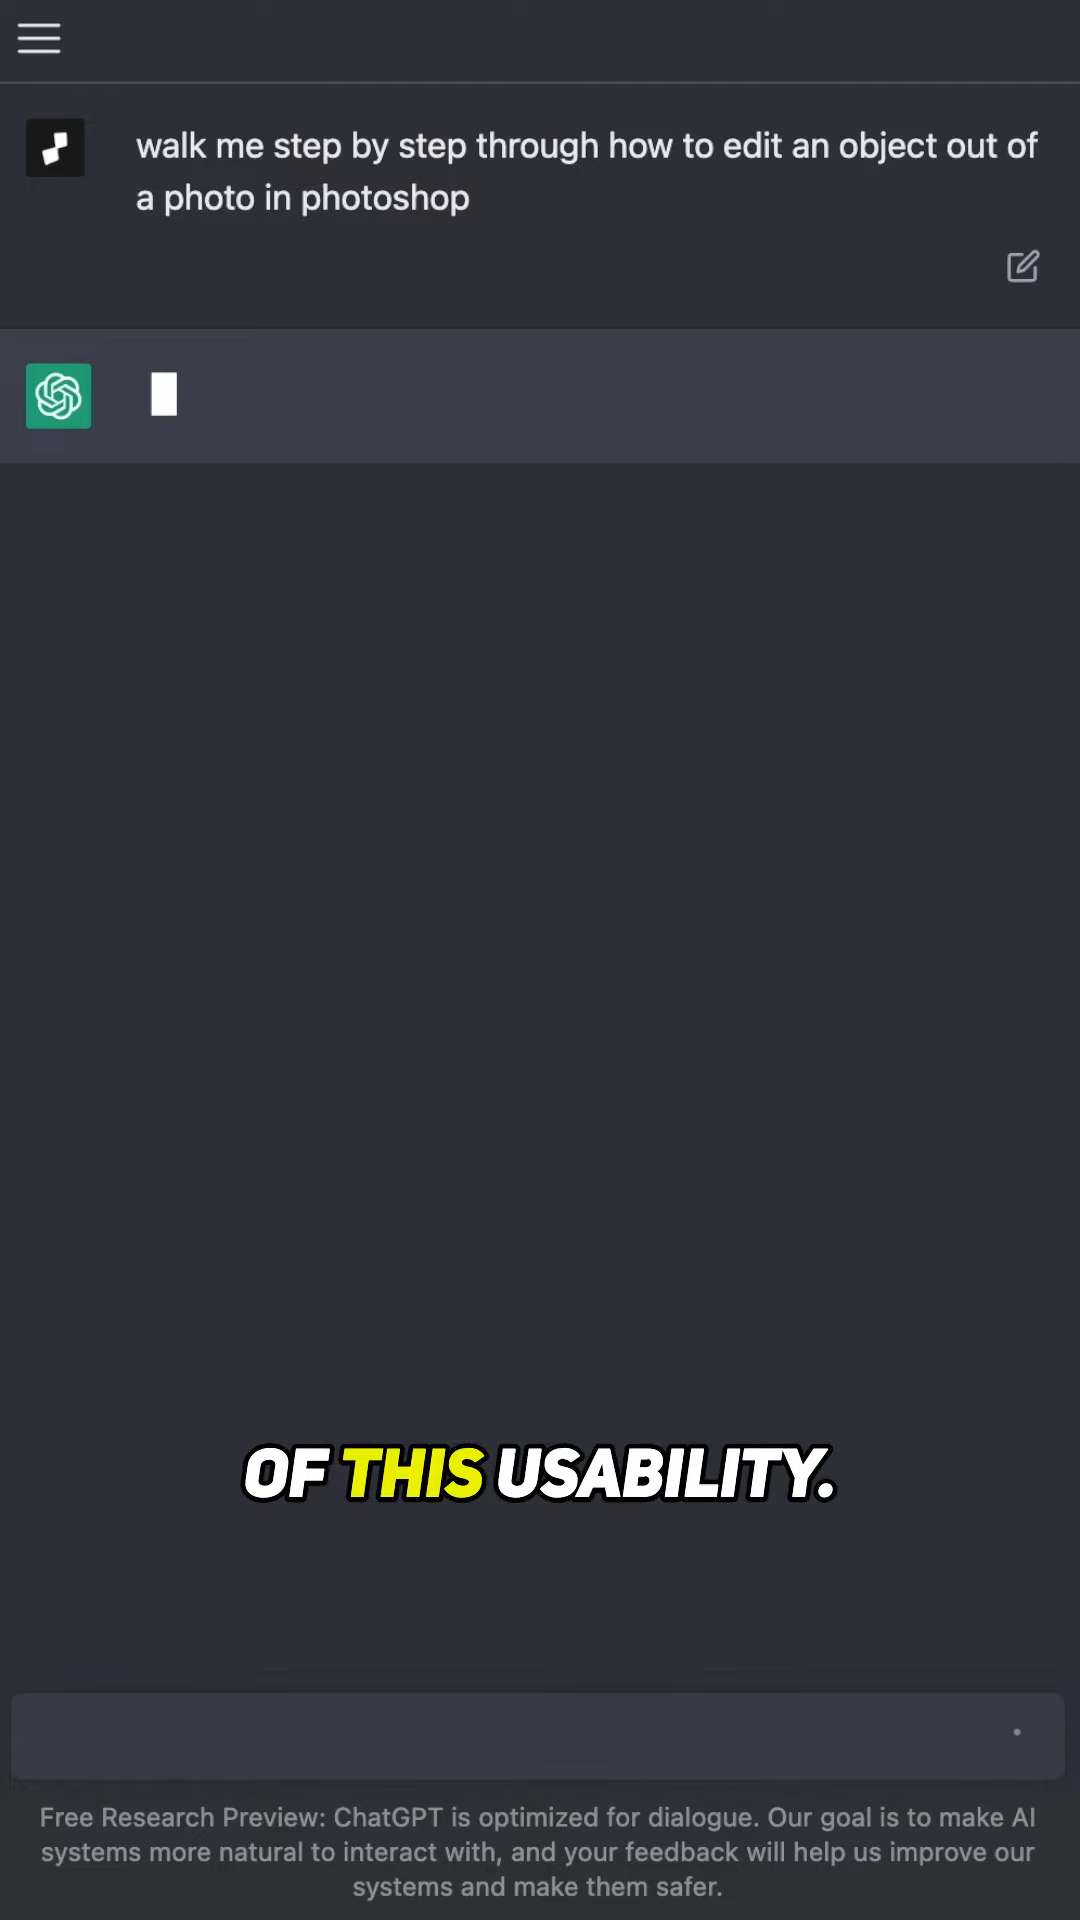 walk me step by step through how to edit an object out of
a photo in photoshop
OF THIS USABILITY.
Free Research Preview: ChatGPT is optimized for dialogue. Our goal is to make AI
systems more natural to interact with, and your feedback will help us improve our
systems and make them safer.